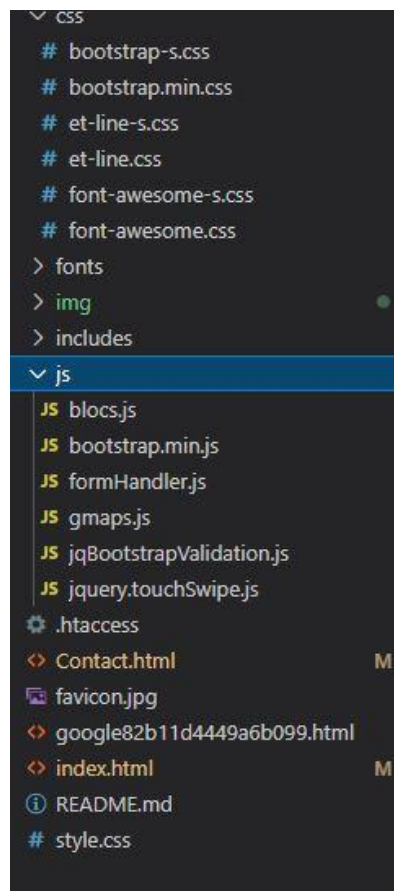 css
# bootstrap-s.css
# bootstrap.min.css
# et-line-s.css
# et-line.css
# font-awesome-s.css
# font-awesome.css
fonts
img
includes
js
JS blocs.js
JS bootstrap.min.js
JS formHandler.js
JS gmaps.js
JS jqBootstrapValidation.js
JS jquery.touchSwipe.js
.htaccess
<> Contact.html M
favicon.jpg
<> google82b11d4449a6b099.html
<> index.html M
README.md
# style.css